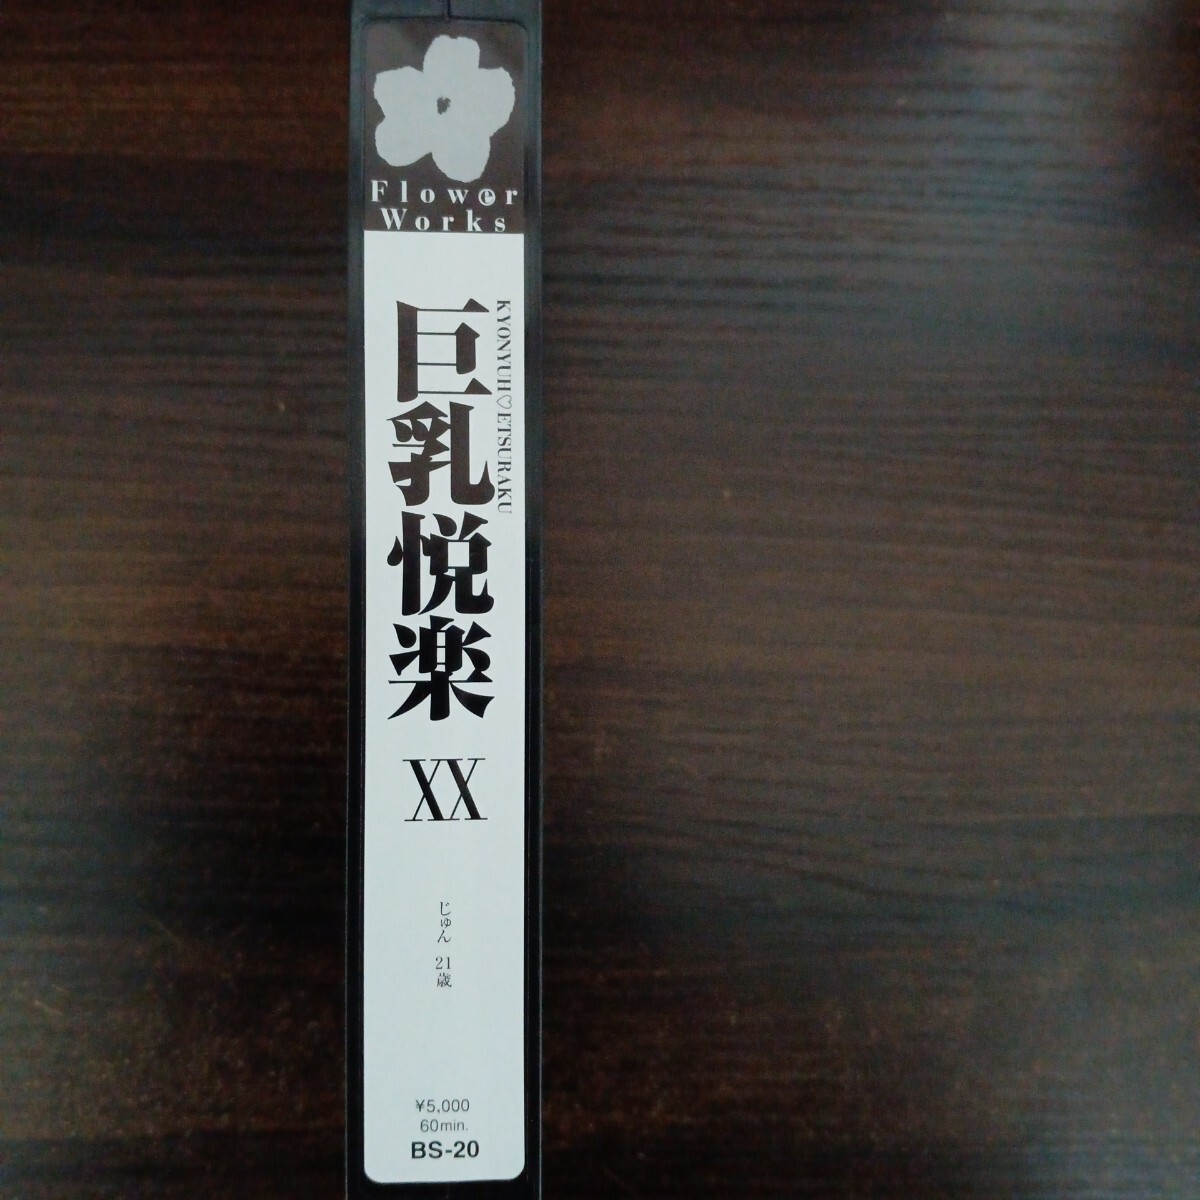 Flower
Works
巨乳悦楽
KYONYUH♡ETSURAKU
XX
じゅん 21歳
¥5,000
60min.
BS-20